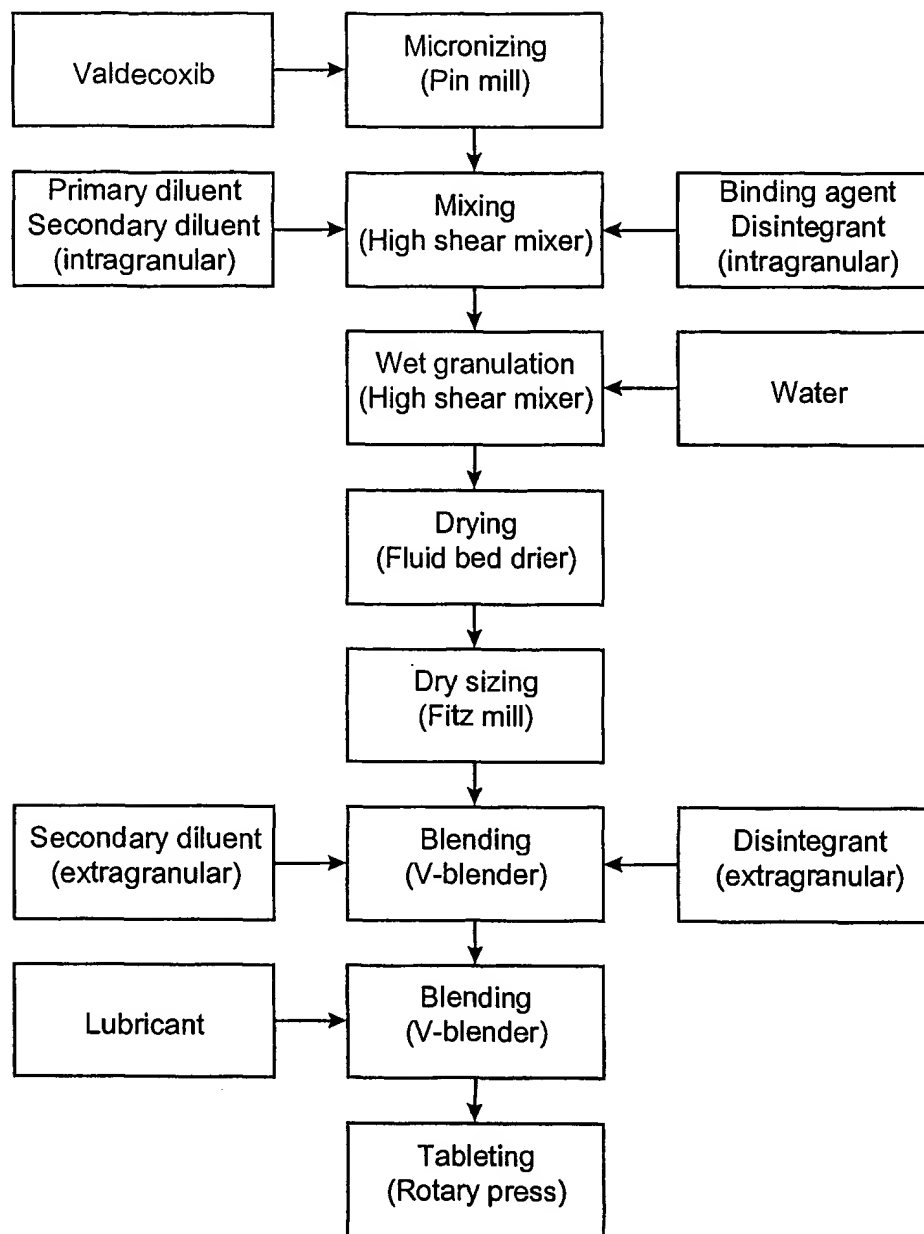 Valdecoxib
Micronizing
(Pin mill)
Primary diluent
Secondary diluent
(intragranular)
Mixing
(High shear mixer)
Binding agent
Disintegrant
(intragranular)
Wet granulation
(High shear mixer)
Water
Drying
(Fluid bed drier)
Dry sizing
(Fitz mill)
Secondary diluent
(extragranular)
Blending
(V-blender)
Disintegrant
(extragranular)
Lubricant
Blending
(V-blender)
Tableting
(Rotary press)